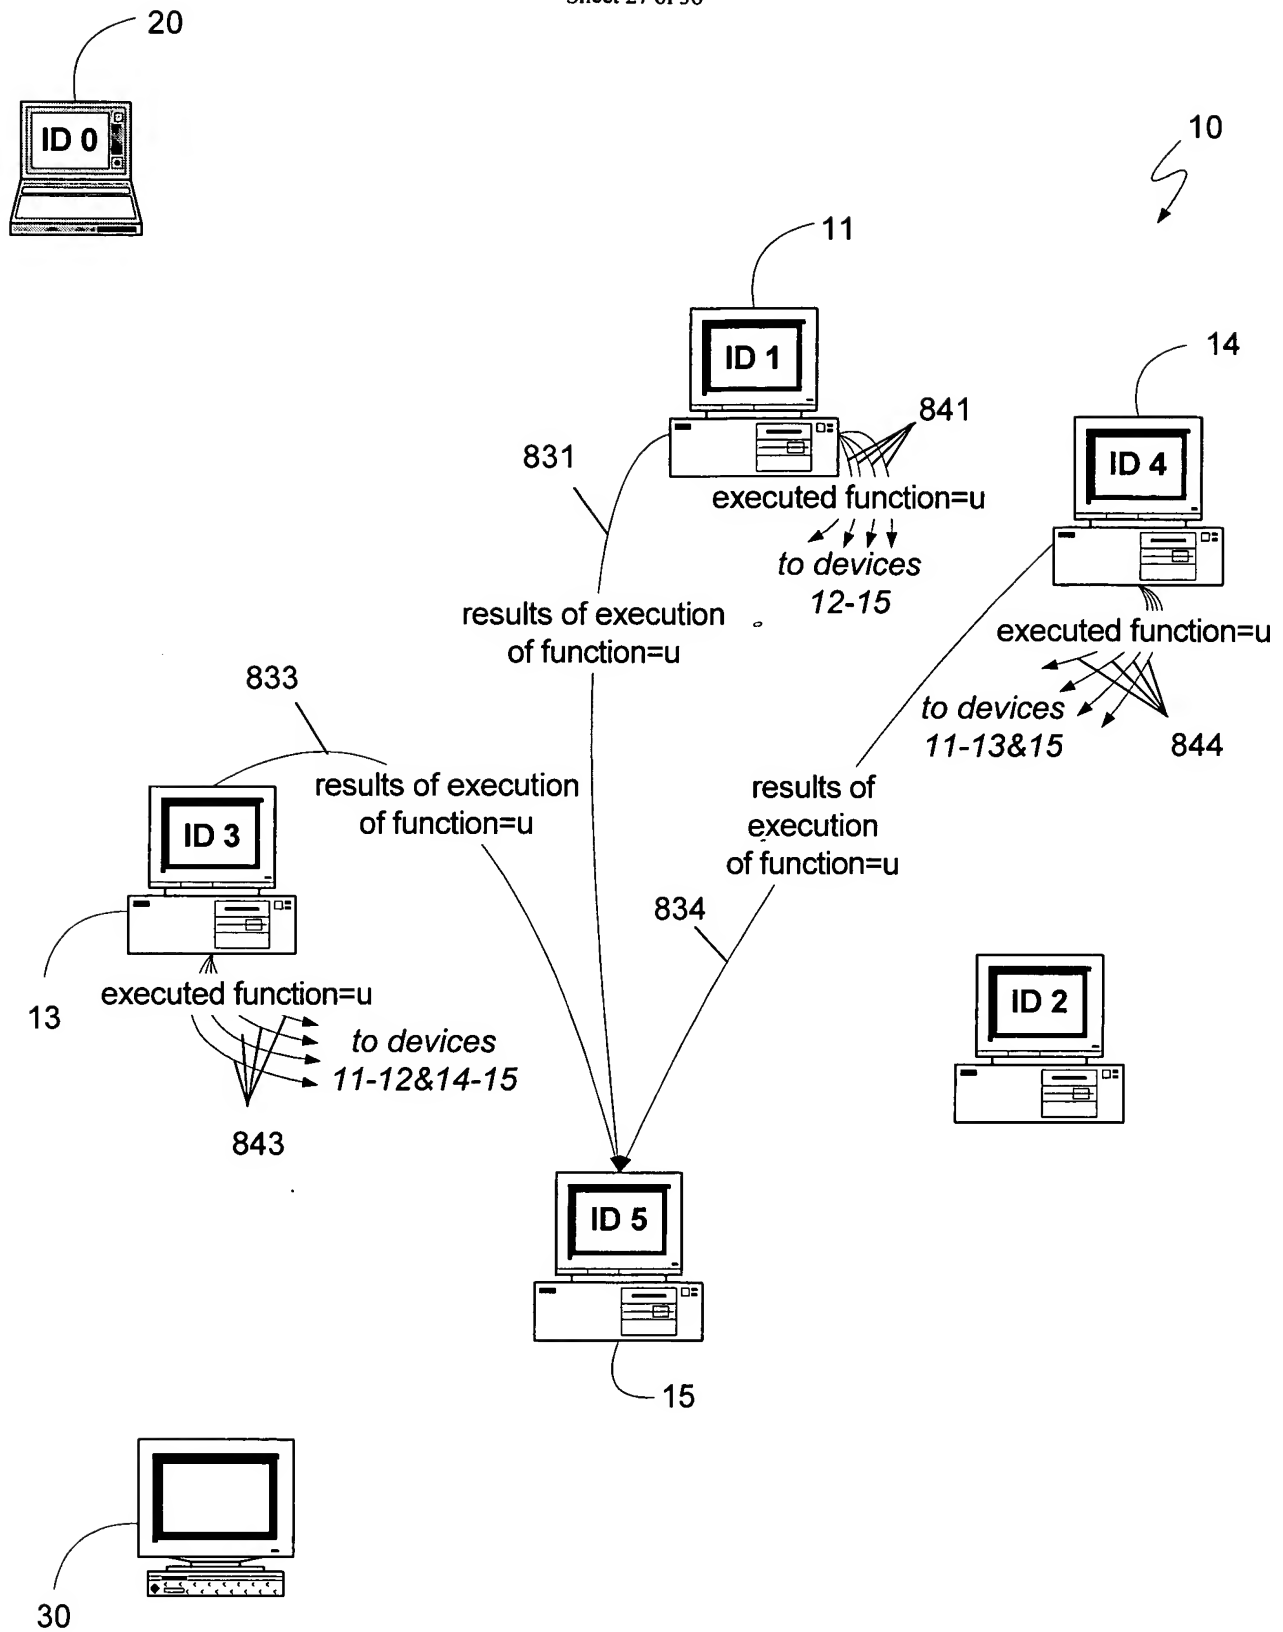 20
ID 0
10
11
ID 1
14
841
ID 4
831
executed function=u
to devices
12-15
results of execution
of function=u
executed function=u
833
to devices
11-13&15
844
results of execution
of function=u
results of
execution
of function=u
ID 3
834
13
executed function=u
to devices
11-12&14-15
ID 2
843
ID 5
15
30